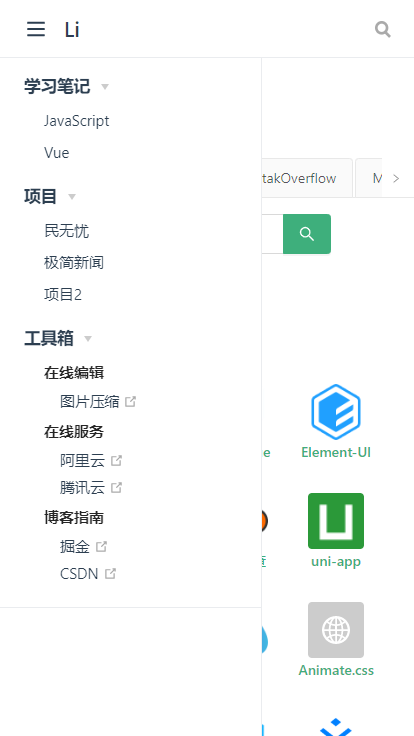 Li
学习笔记
JavaScript
Vue
项目
民无忧
极简新闻
项目2
工具箱
在线编辑
图片压缩
在线服务
阿里云
腾讯云
博客指南
掘金
CSDN
takOverflow
M
e
Element-UI
uni-app
Animate.css